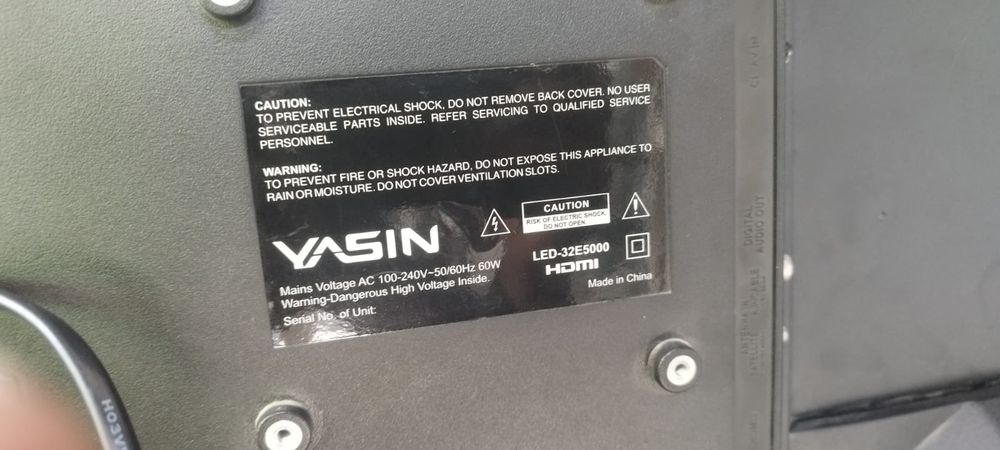 CAUTION:
TO PREVENT ELECTRICAL SHOCK, DO NOT REMOVE BACK COVER. NO USER
SERVICEABLE PARTS INSIDE. REFER SERVICING TO QUALIFIED SERVICE
PERSONNEL.
WARNING:
TO PREVENT FIRE OR SHOCK HAZARD, DO NOT EXPOSE THIS APPLIANCE TO
RAIN OR MOISTURE. DO NOT COVER VENTILATION SLOTS.
CAUTION
RISK OF ELECTRIC SHOCK.
DO NOT OPEN.
YASIN
LED-32E5000
HDMI
Mains Voltage AC 100-240V~50/60Hz 60W
Warning-Dangerous High Voltage Inside.
Made in China
Serial No. of Unit:
AV IN
DIGITAL
AUDIO OUT
H03V